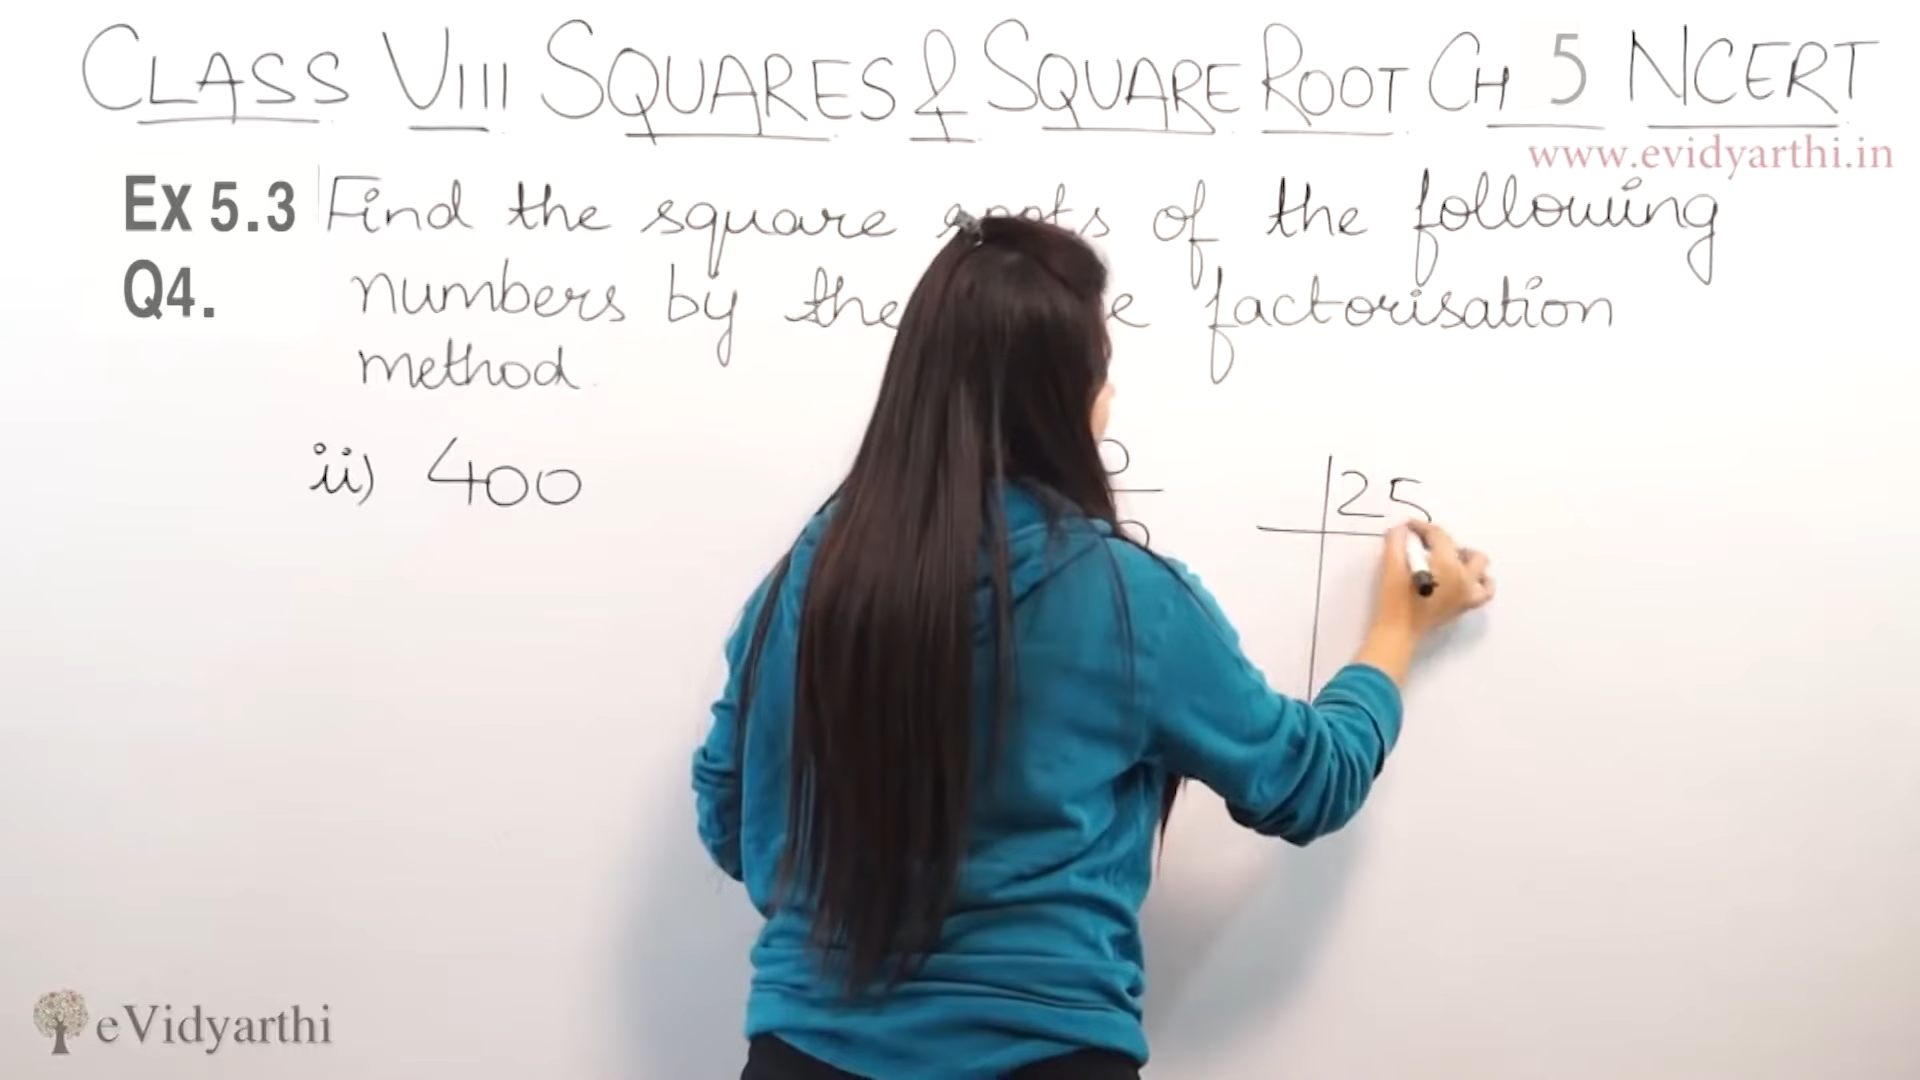 CLASS VIII SQUARES & SQUARE ROOT CH 5 NCERT
www.evidyarthi.in
Ex 5.3 Find the square of the following
Q4. numbers by the factorisation
method.
ii) 400
25
eVidyarthi